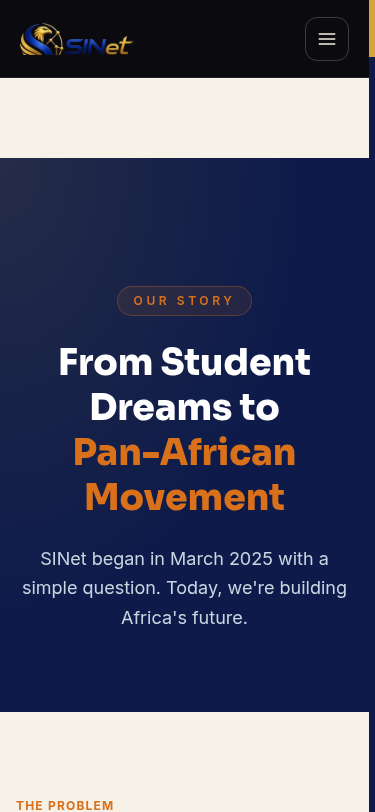 SINet
OUR STORY
From Student
Dreams to
Pan-African
Movement
SINet began in March 2025 with a
simple question. Today, we're building
Africa's future.
THE PROBLEM